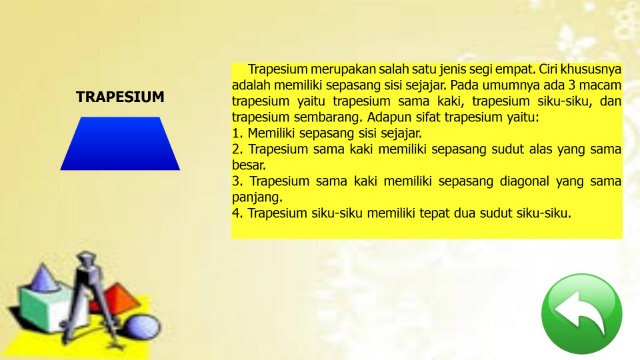 TRAPESIUM
Trapesium merupakan salah satu jenis segi empat. Ciri khususnya
adalah memiliki sepasang sisi sejajar. Pada umumnya ada 3 macam
trapesium yaitu trapesium sama kaki, trapesium siku-siku, dan
trapesium sembarang. Adapun sifat trapesium yaitu:
1. Memiliki sepasang sisi sejajar.
2. Trapesium sama kaki memiliki sepasang sudut alas yang sama
besar.
3. Trapesium sama kaki memiliki sepasang diagonal yang sama
panjang.
4. Trapesium siku-siku memiliki tepat dua sudut siku-siku.